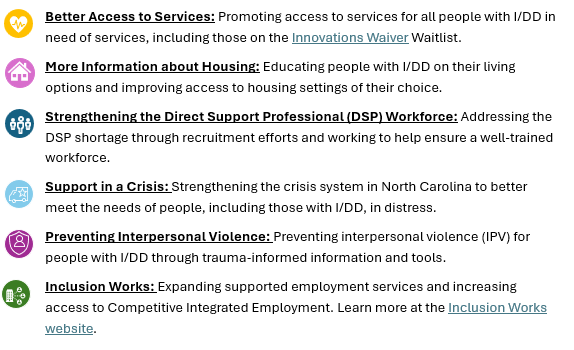 Better Access to Services: Promoting access to services for all people with I/DD in
need of services, including those on the Innovations Waiver Waitlist.
More Information about Housing: Educating people with I/DD on their living
options and improving access to housing settings of their choice.
Strengthening the Direct Support Professional (DSP) Workforce: Addressing the
DSP shortage through recruitment efforts and working to help ensure a well-trained
workforce.
Support in a Crisis: Strengthening the crisis system in North Carolina to better
meet the needs of people, including those with I/DD, in distress.
Preventing Interpersonal Violence: Preventing interpersonal violence (IPV) for
people with I/DD through trauma-informed information and tools.
Inclusion Works: Expanding supported employment services and increasing
access to Competitive Integrated Employment. Learn more at the Inclusion Works
website.